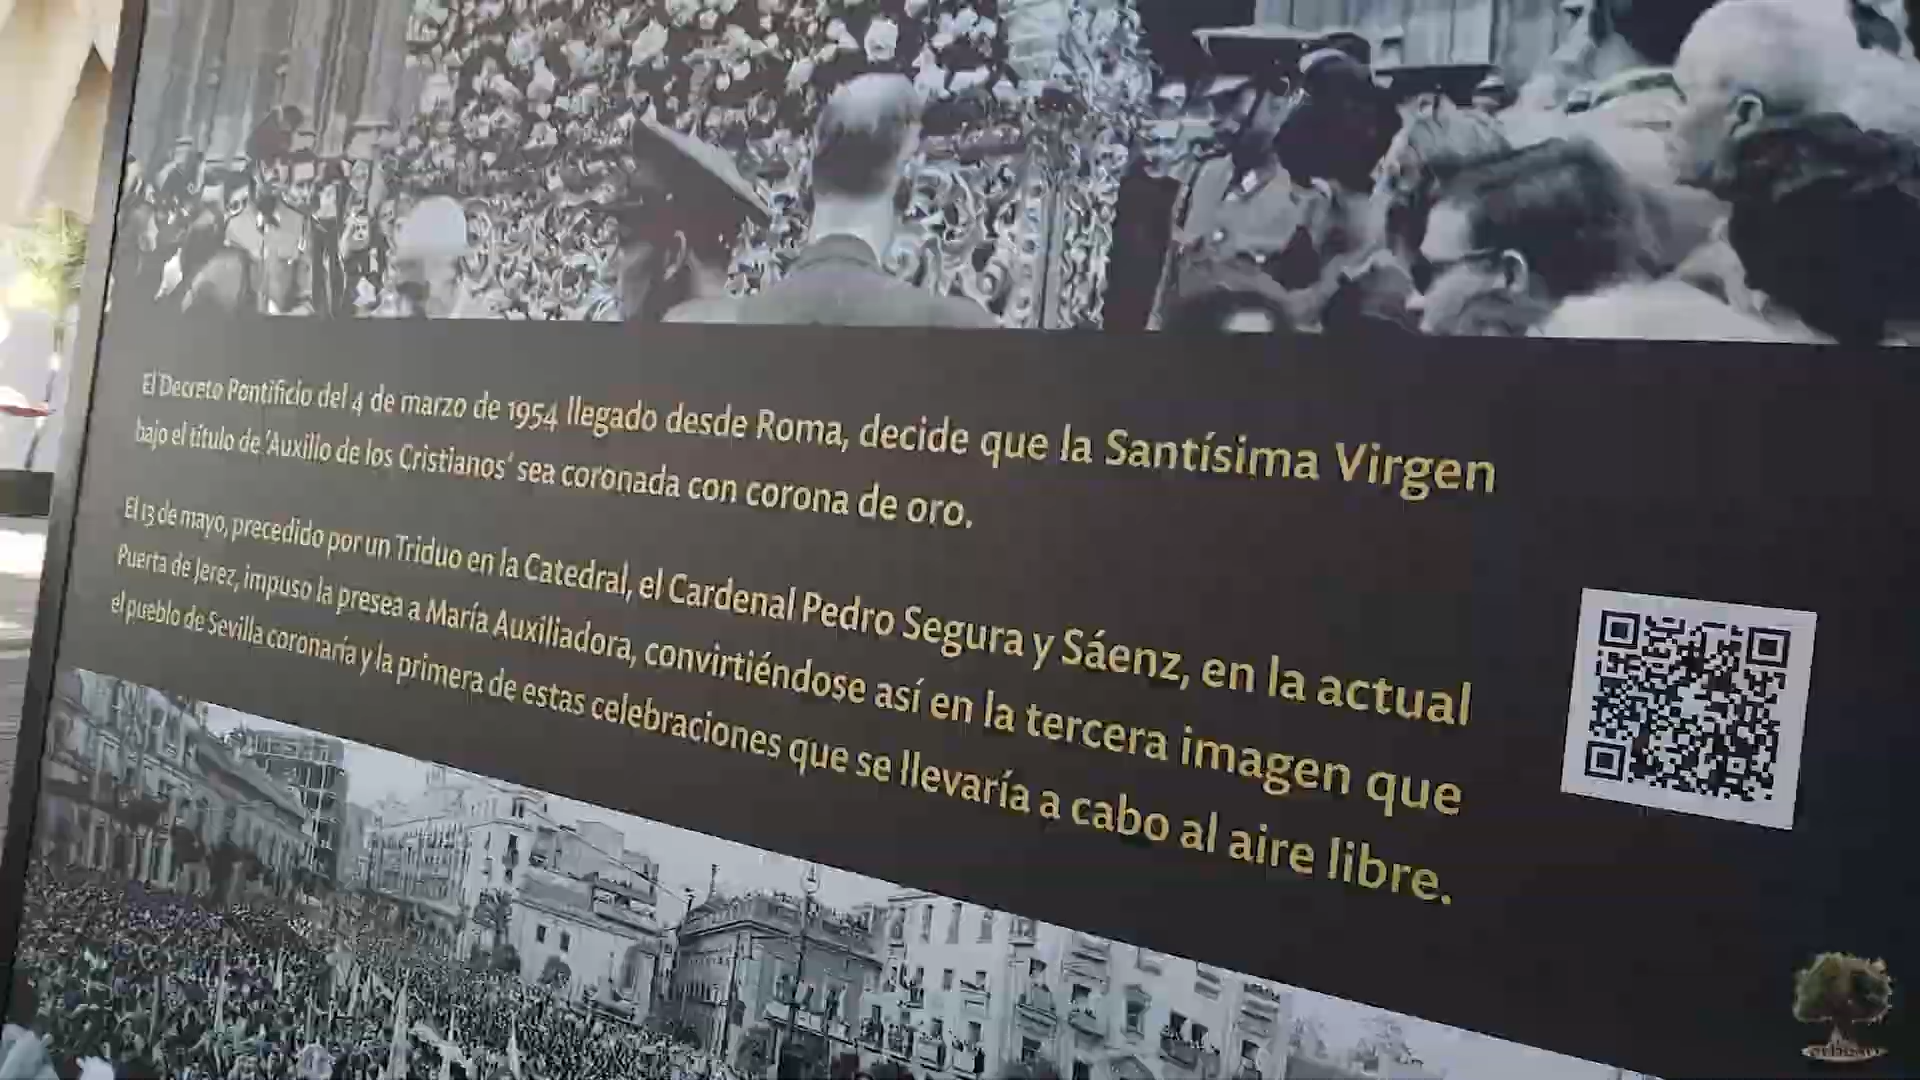 El Decreto Pontificio del 4 de marzo de 1954 llegado desde Roma, decide que la Santísima Virgen
bajo el título de 'Auxilio de los Cristianos' sea coronada con corona de oro.
El 13 de mayo, precedido por un Triduo en la Catedral, el Cardenal Pedro Segura y Sáenz, en la actual
Puerta de Jerez, impuso la presea a María Auxiliadora, convirtiéndose así en la tercera imagen que
el pueblo de Sevilla coronaría y la primera de estas celebraciones que se llevaría a cabo al aire libre.